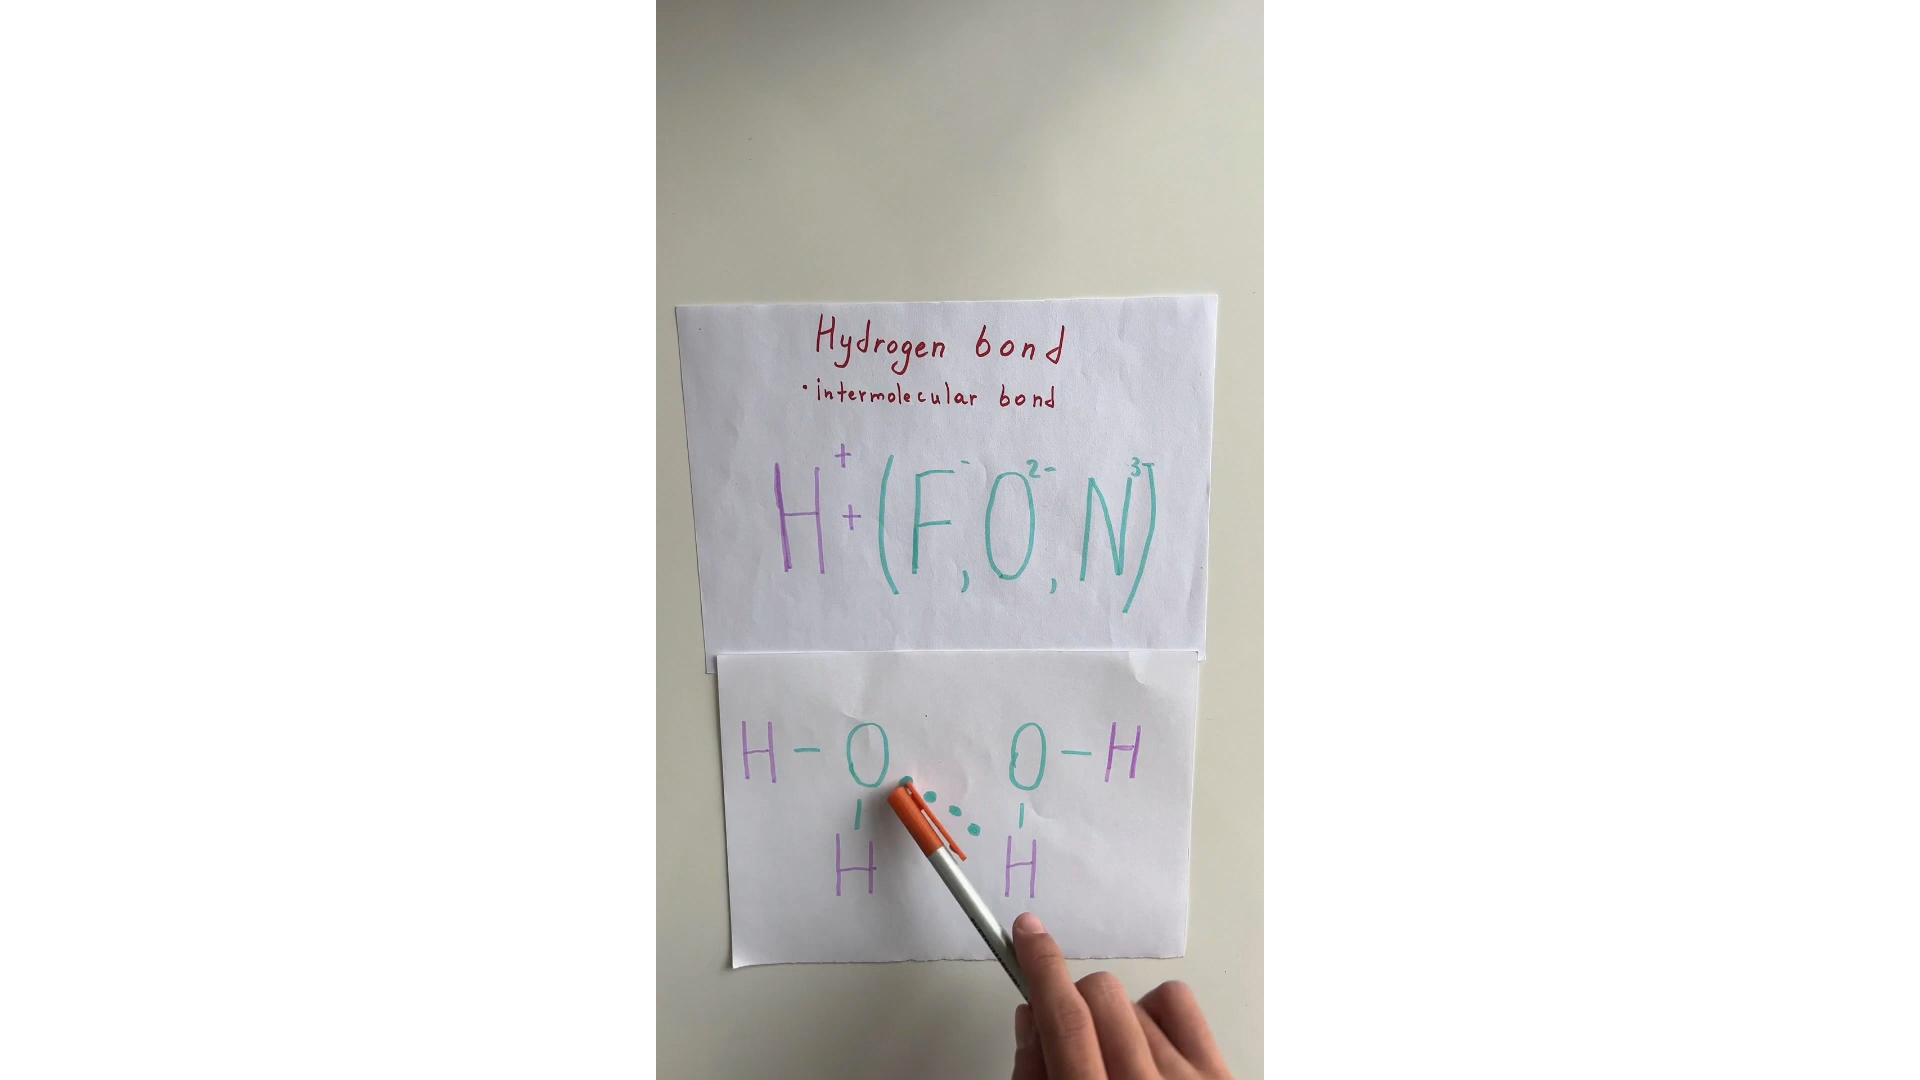 Hydrogen bond
• intermolecular bond
H⁺ + (F⁻, O²⁻, N³⁻)
H - O O - H
H H